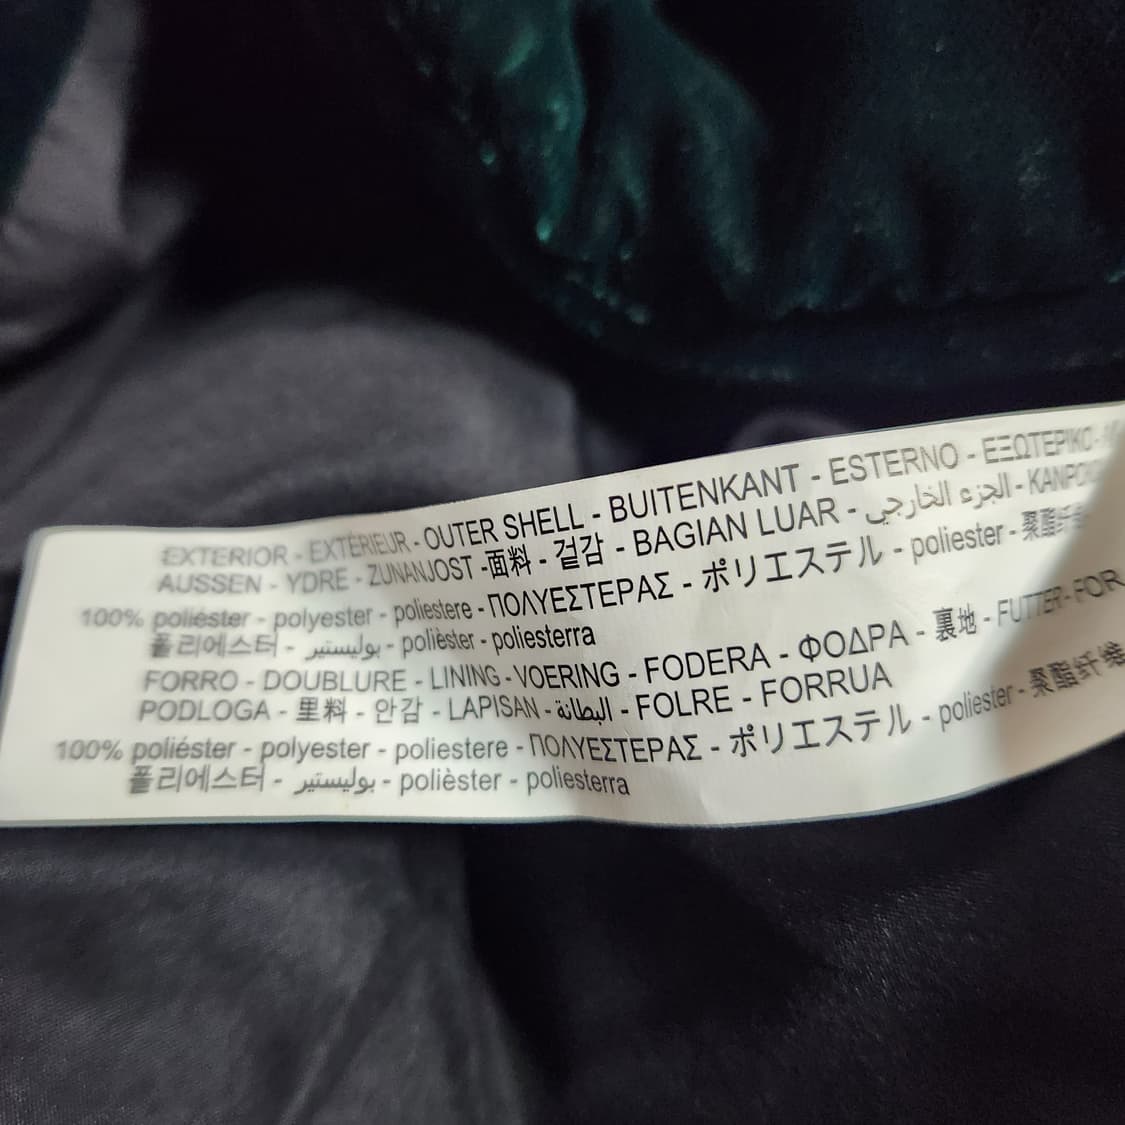 EXTERIOR - EXTÉRIEUR - OUTER SHELL - BUITENKANT - ESTERNO - ΕΞΩΤΕΡΙΚΟ -
AUSSEN - YDRE - ZUNANJOST - 面料 - 겉감 - BAGIAN LUAR - الجزء الخارجي -
100% poliéster - polyester - poliestere - ΠΟΛΥΕΣΤΕΡΑΣ - ポリエステル - poliester - 聚酯纤
폴리에스터 - بوليستير - polièster - poliesterra
FORRO - DOUBLURE - LINING - VOERING - FODERA - ΦΟΔΡΑ - 裏地 - FUTTER - FOR
PODLOGA - 里料 - 안감 - LAPISAN - البطانة - FOLRE - FORRUA
100% poliéster - polyester - poliestere - ΠΟΛΥΕΣΤΕΡΑΣ - ポリエステル - poliester - 聚酯纤维
폴리에스터 - بوليستير - polièster - poliesterra